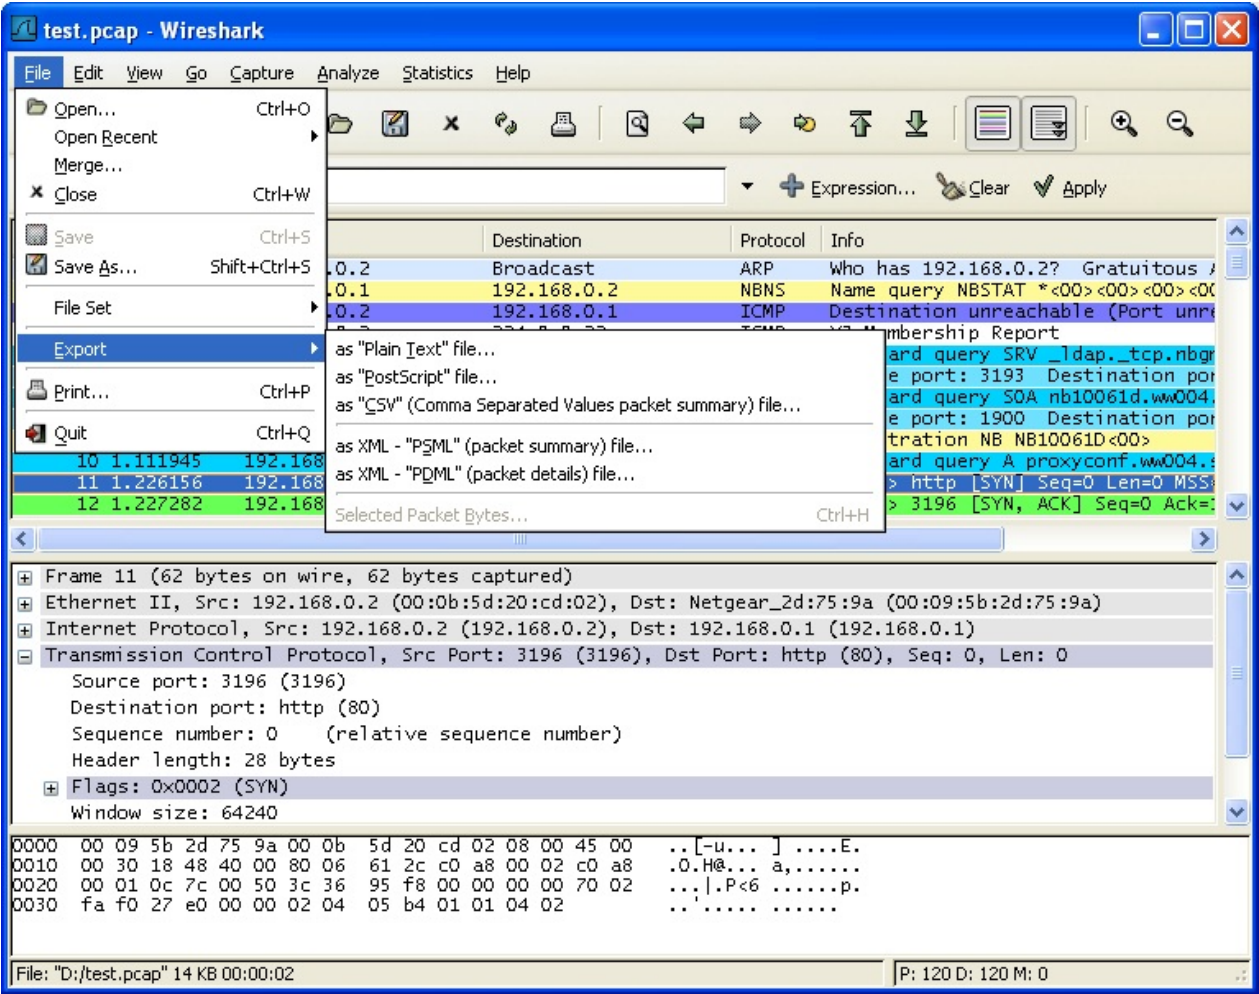 test.pcap - Wireshark
File Edit View Go Capture Analyze Statistics Help
Open... Ctrl+O
Open Recent
Merge...
Close Ctrl+W
Save Ctrl+S
Save As... Shift+Ctrl+S
File Set
Export
Print... Ctrl+P
Quit Ctrl+Q
Expression... Clear Apply
Destination Protocol Info
.0.2 Broadcast ARP Who has 192.168.0.2? Gratuitous
.0.1 192.168.0.2 NBNS Name query NBSTAT *<00><00><00><00
.0.2 192.168.0.1 ICMP Destination unreachable (Port unre
mbership Report
as "Plain Text" file...
as "PostScript" file...
as "CSV" (Comma Separated Values packet summary) file...
as XML - "PSML" (packet summary) file...
as XML - "PDML" (packet details) file...
Selected Packet Bytes... Ctrl+H
ard query SRV _ldap._tcp.nbgr
e port: 3193 Destination por
ard query SOA nb10061d.ww004.
e port: 1900 Destination por
tration NB NB10061D<00>
10 1.111945 192.168 ard query A proxyconf.ww004.s
11 1.226156 192.168 > http [SYN] Seq=0 Len=0 MSS=
12 1.227282 192.168 > 3196 [SYN, ACK] Seq=0 Ack=1
Frame 11 (62 bytes on wire, 62 bytes captured)
Ethernet II, Src: 192.168.0.2 (00:0b:5d:20:cd:02), Dst: Netgear_2d:75:9a (00:09:5b:2d:75:9a)
Internet Protocol, Src: 192.168.0.2 (192.168.0.2), Dst: 192.168.0.1 (192.168.0.1)
Transmission Control Protocol, Src Port: 3196 (3196), Dst Port: http (80), Seq: 0, Len: 0
Source port: 3196 (3196)
Destination port: http (80)
Sequence number: 0 (relative sequence number)
Header length: 28 bytes
Flags: 0x0002 (SYN)
Window size: 64240
0000 00 09 5b 2d 75 9a 00 0b 5d 20 cd 02 08 00 45 00 ..[-u... ] ....E.
0010 00 30 18 48 40 00 80 06 61 2c c0 a8 00 02 c0 a8 .0.H@... a,......
0020 00 01 0c 7c 00 50 3c 36 95 f8 00 00 00 00 70 02 ...|.P<6 ......p.
0030 fa f0 27 e0 00 00 02 04 05 b4 01 01 04 02 ..'..... ......
File: "D:/test.pcap" 14 KB 00:00:02
P: 120 D: 120 M: 0